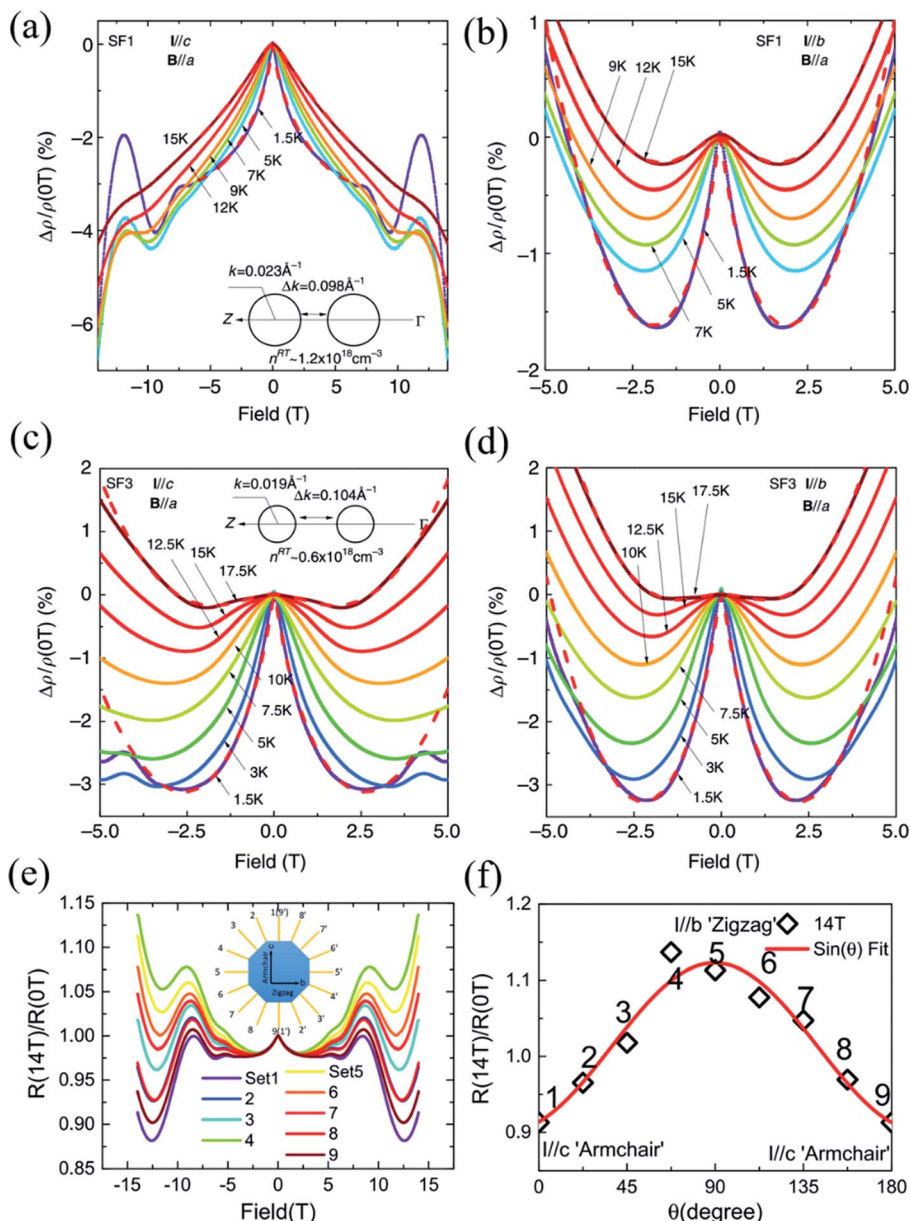 (a)
SF1 I//c
B//a
15K
12K
9K
7K
5K
1.5K
k=0.023Å⁻¹
Δk=0.098Å⁻¹
Z
Γ
n^RT~1.2x10^18cm⁻³
Δρ/ρ(0T) (%)
0
−2
−4
−6
−10 −5 0 5 10
Field (T)
(b)
SF1 I//b
B//a
9K 12K 15K
1.5K
5K
7K
Δρ/ρ(0T) (%)
1
0
−1
−2
−5.0 −2.5 0.0 2.5 5.0
Field (T)
(c)
SF3 I//c
B//a
k=0.019Å⁻¹
Δk=0.104Å⁻¹
Z
Γ
n^RT~0.6x10^18cm⁻³
12.5K
15K
17.5K
10K
7.5K
5K
3K
1.5K
Δρ/ρ(0T) (%)
2
1
0
−1
−2
−3
−5.0 −2.5 0.0 2.5 5.0
Field (T)
(d)
SF3 I//b
B//a
15K 17.5K
12.5K
10K
7.5K
5K
3K
1.5K
Δρ/ρ(0T) (%)
2
1
0
−1
−2
−3
−5.0 −2.5 0.0 2.5 5.0
Field (T)
(e)
1(9')
2 8'
3 7'
4 6'
5 5'
6 4'
7 3'
8 2'
9(1')
Armchair
c
b
Zigzag
Set1
2
3
4
Set5
6
7
8
9
R(14T)/R(0T)
1.10
1.05
1.00
0.95
0.90
0.85
-15 -10 -5 0 5 10 15
Field(T)
(f)
I//b 'Zigzag' 14T
Sin(θ) Fit
1 2 3 4 5 6 7 8 9
I//c 'Armchair' I//c 'Armchair'
R(14T)/R(0T)
1.2
1.1
1.0
0.9
0 45 90 135 180
θ(degree)